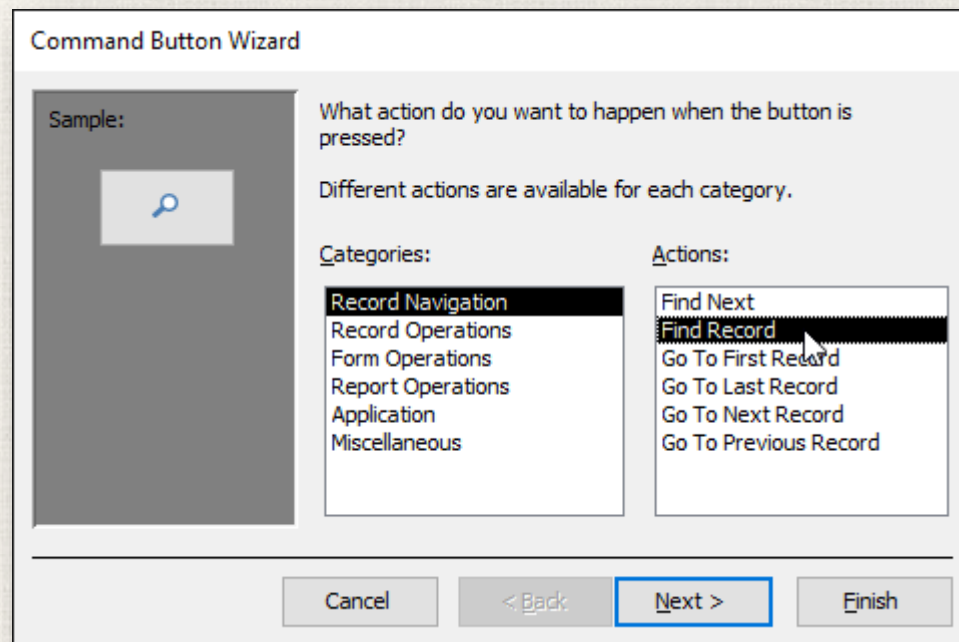 Command Button Wizard
Sample:
What action do you want to happen when the button is
pressed?
Different actions are available for each category.
Categories:
Actions:
Record Navigation
Record Operations
Form Operations
Report Operations
Application
Miscellaneous
Find Next
Find Record
Go To First Record
Go To Last Record
Go To Next Record
Go To Previous Record
Cancel
< Back
Next >
Finish